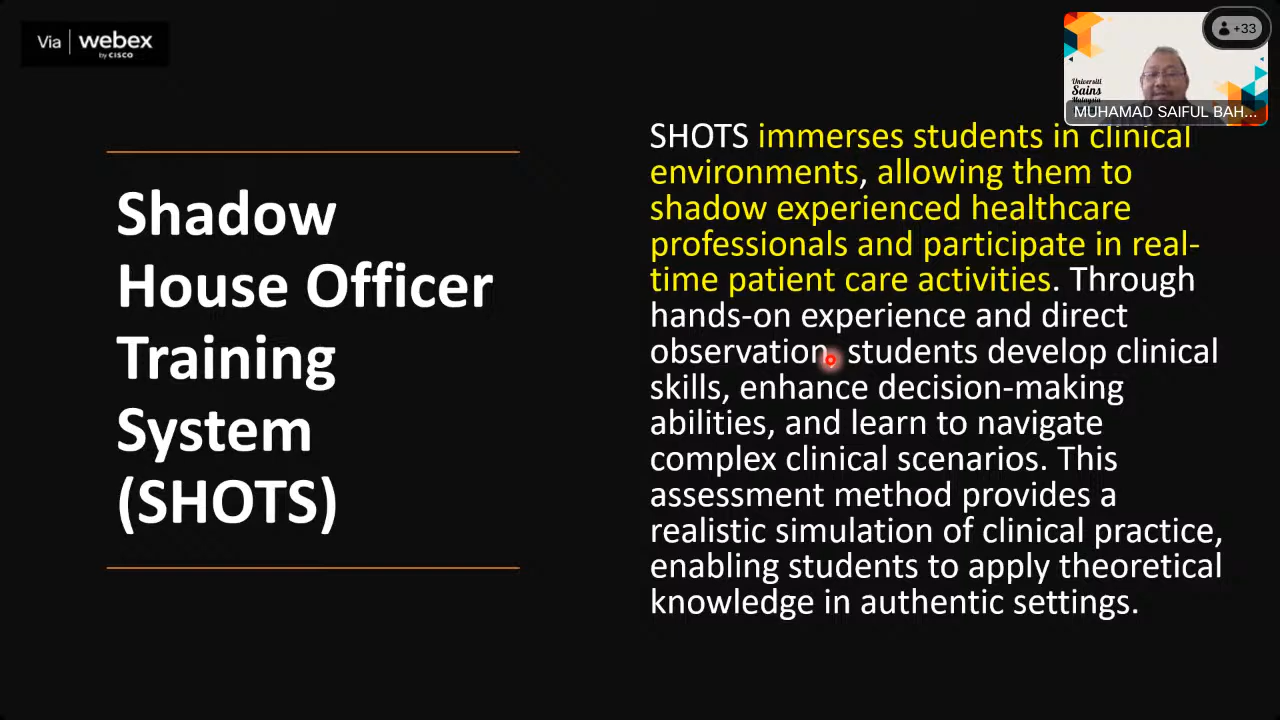 Via webex
by CISCO
+33
Universiti
Sains
Malaysia
MUHAMAD SAIFUL BAH...
Shadow
House Officer
Training
System
(SHOTS)
SHOTS immerses students in clinical
environments, allowing them to
shadow experienced healthcare
professionals and participate in real-
time patient care activities. Through
hands-on experience and direct
observation, students develop clinical
skills, enhance decision-making
abilities, and learn to navigate
complex clinical scenarios. This
assessment method provides a
realistic simulation of clinical practice,
enabling students to apply theoretical
knowledge in authentic settings.